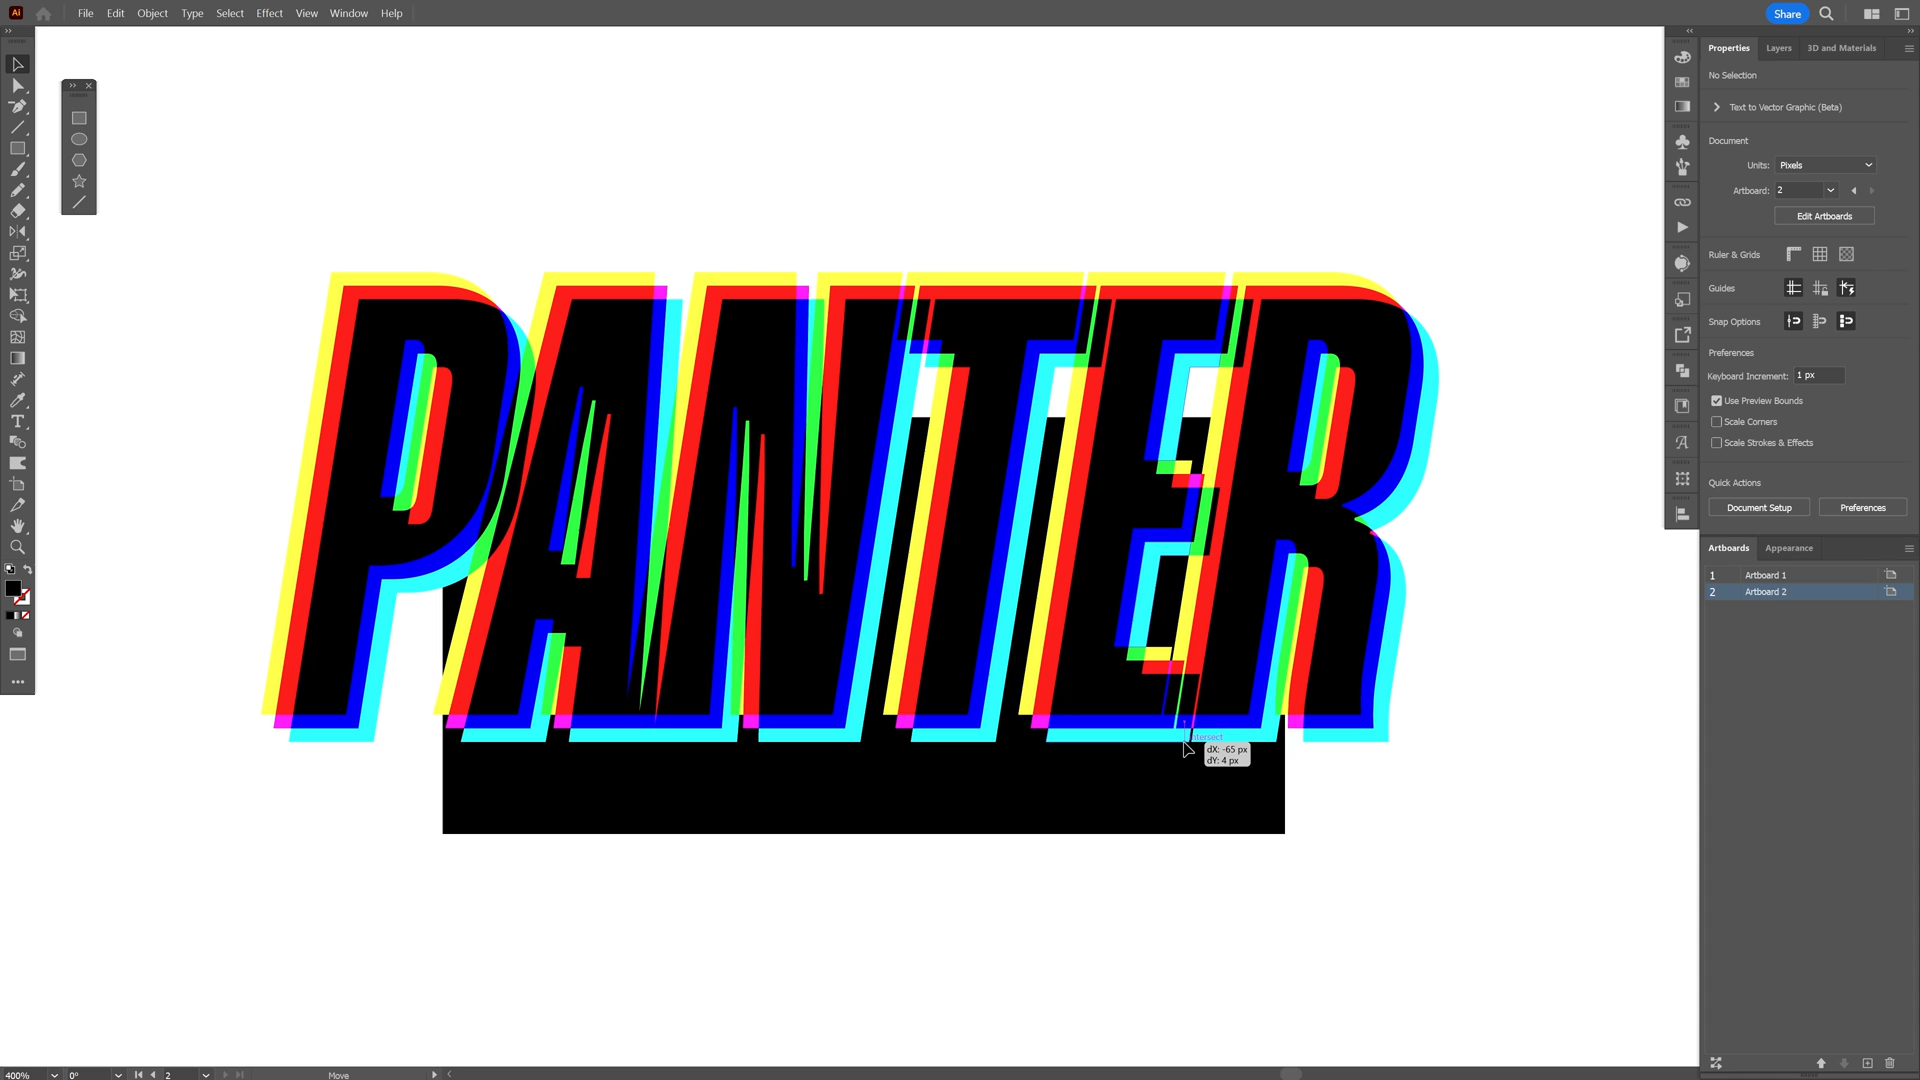 Ai
File Edit Object Type Select Effect View Window Help
Share
Properties Layers 3D and Materials
No Selection
Text to Vector Graphic (Beta)
Document
Units: Pixels
Artboard: 2
Edit Artboards
Ruler & Grids
Guides
Snap Options
Preferences
Keyboard Increment: 1 px
Use Preview Bounds
Scale Corners
Scale Strokes & Effects
Quick Actions
Document Setup Preferences
Artboards Appearance
1 Artboard 1
2 Artboard 2
PANTER
intersect
dX: -65 px
dY: 4 px
400% 0° 2 Move